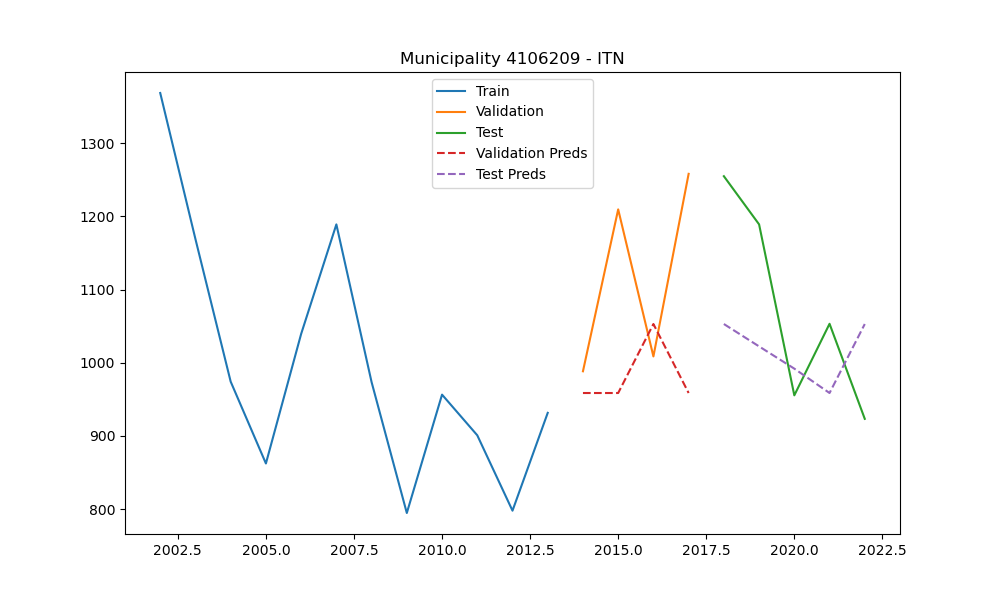 Municipality 4106209 - ITN
Train
Validation
Test
Validation Preds
Test Preds
1300
1200
1100
1000
900
800
2002.5 2005.0 2007.5 2010.0 2012.5 2015.0 2017.5 2020.0 2022.5